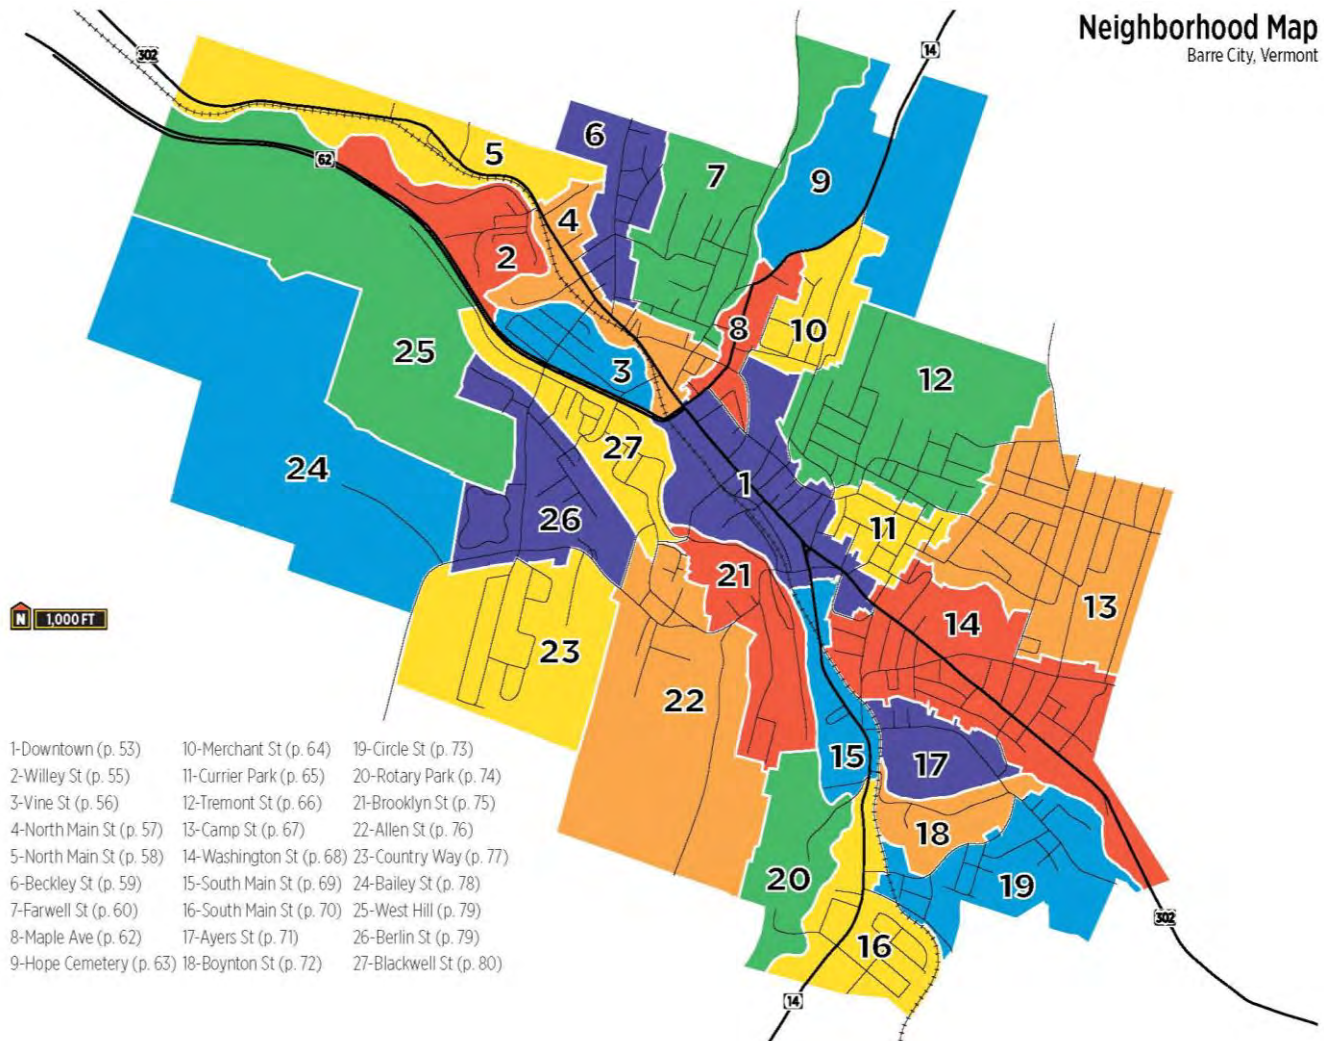 Neighborhood Map
Barre City, Vermont
302
14
62
6
5
7
9
4
2
8
10
3
25
12
27
24
1
26
11
21
13
14
23
22
15
17
18
20
19
16
302
14
N 1,000 FT
1-Downtown (p. 53)
2-Willey St (p. 55)
3-Vine St (p. 56)
4-North Main St (p. 57)
5-North Main St (p. 58)
6-Beckley St (p. 59)
7-Farwell St (p. 60)
8-Maple Ave (p. 62)
9-Hope Cemetery (p. 63)
10-Merchant St (p. 64)
11-Currier Park (p. 65)
12-Tremont St (p. 66)
13-Camp St (p. 67)
14-Washington St (p. 68)
15-South Main St (p. 69)
16-South Main St (p. 70)
17-Ayers St (p. 71)
18-Boynton St (p. 72)
19-Circle St (p. 73)
20-Rotary Park (p. 74)
21-Brooklyn St (p. 75)
22-Allen St (p. 76)
23-Country Way (p. 77)
24-Bailey St (p. 78)
25-West Hill (p. 79)
26-Berlin St (p. 79)
27-Blackwell St (p. 80)